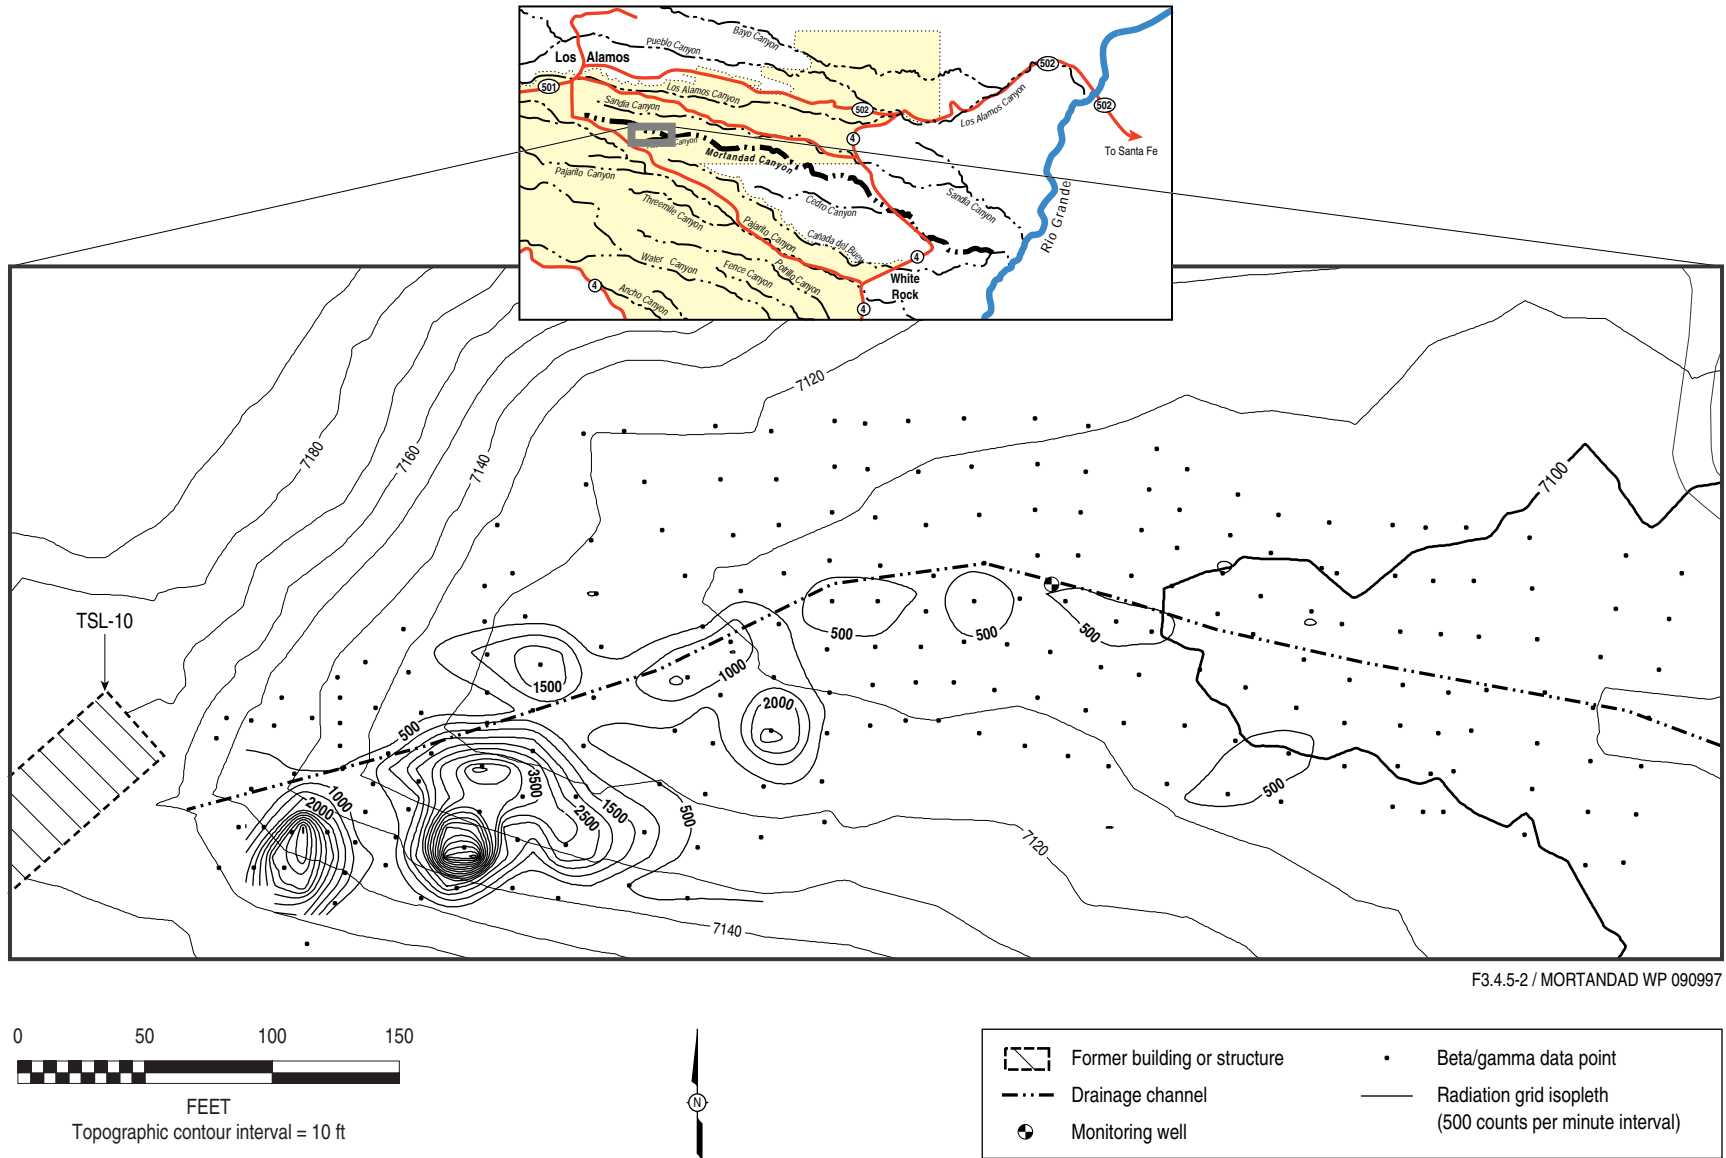 Bayo Canyon
Pueblo Canyon
Los Alamos
501
Los Alamos Canyon
Sandia Canyon
502
502
502
Los Alamos Canyon
To Santa Fe
4
Canyon
Mortandad Canyon
Pajarito Canyon
Threemile Canyon
Cedro Canyon
Sandia Canyon
Rio Grande
Pajarito Canyon
Cañada del Buey
Water Canyon
Fence Canyon
Potrillo Canyon
Ancho Canyon
4
4
4
White
Rock
7120
7180
7160
7140
7100
TSL-10
500
500
500
1000
1500
2000
500
3500
1000
2000
1500
2500
500
500
7120
7140
F3.4.5-2 / MORTANDAD WP 090997
0 50 100 150
FEET
Topographic contour interval = 10 ft
N
Former building or structure
Drainage channel
Monitoring well
Beta/gamma data point
Radiation grid isopleth
(500 counts per minute interval)